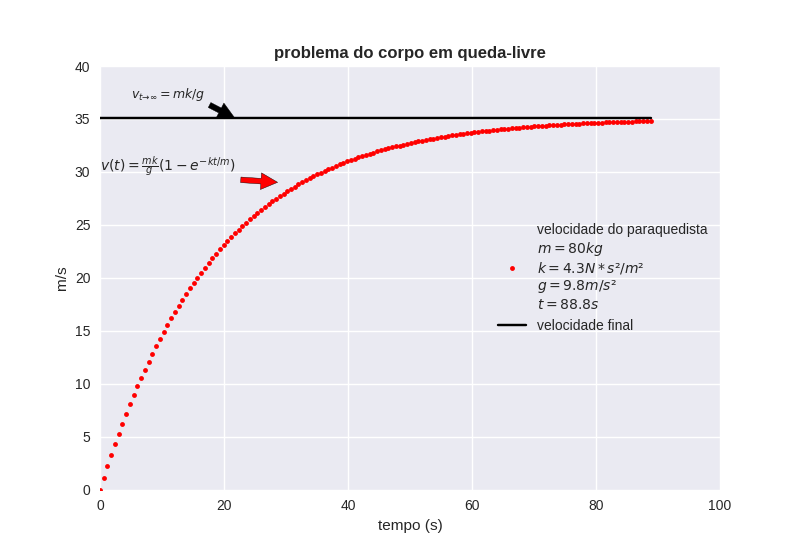 problema do corpo em queda-livre
40
35
30
25
20
15
10
5
0
m/s
v_{t→∞} = mk/g
v(t) = \frac{mk}{g}(1 − e^{−kt/m})
velocidade do paraquedista
m = 80kg
k = 4.3N * s²/m²
g = 9.8m/s²
t = 88.8s
velocidade final
0 20 40 60 80 100
tempo (s)